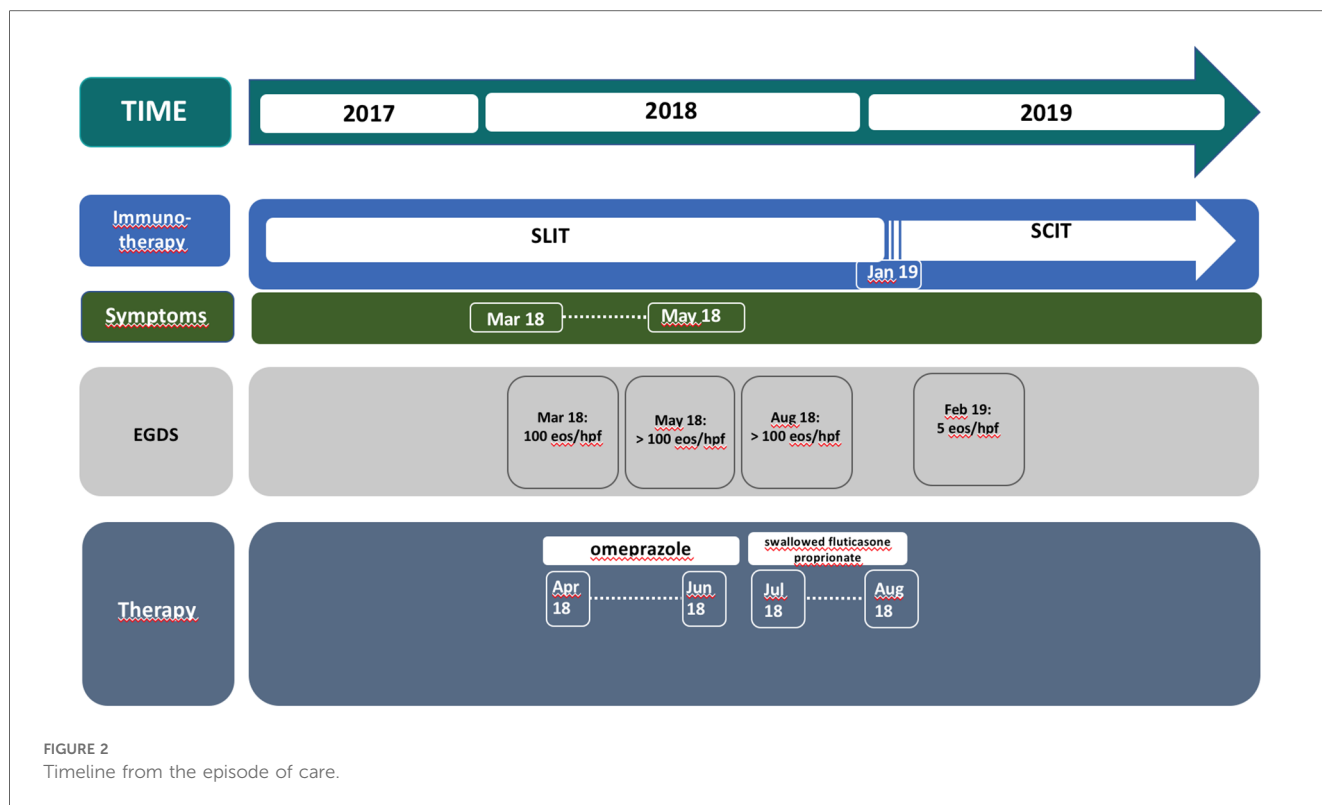 TIME
2017
2018
2019
Immuno-
therapy
SLIT
SCIT
Jan 19
Symptoms
Mar 18
May 18
EGDS
Mar 18:
100 eos/hpf
May 18:
> 100 eos/hpf
Aug 18:
> 100 eos/hpf
Feb 19:
5 eos/hpf
Therapy
omeprazole
swallowed fluticasone
proprionate
Apr
18
Jun
18
Jul
18
Aug
18
FIGURE 2
Timeline from the episode of care.